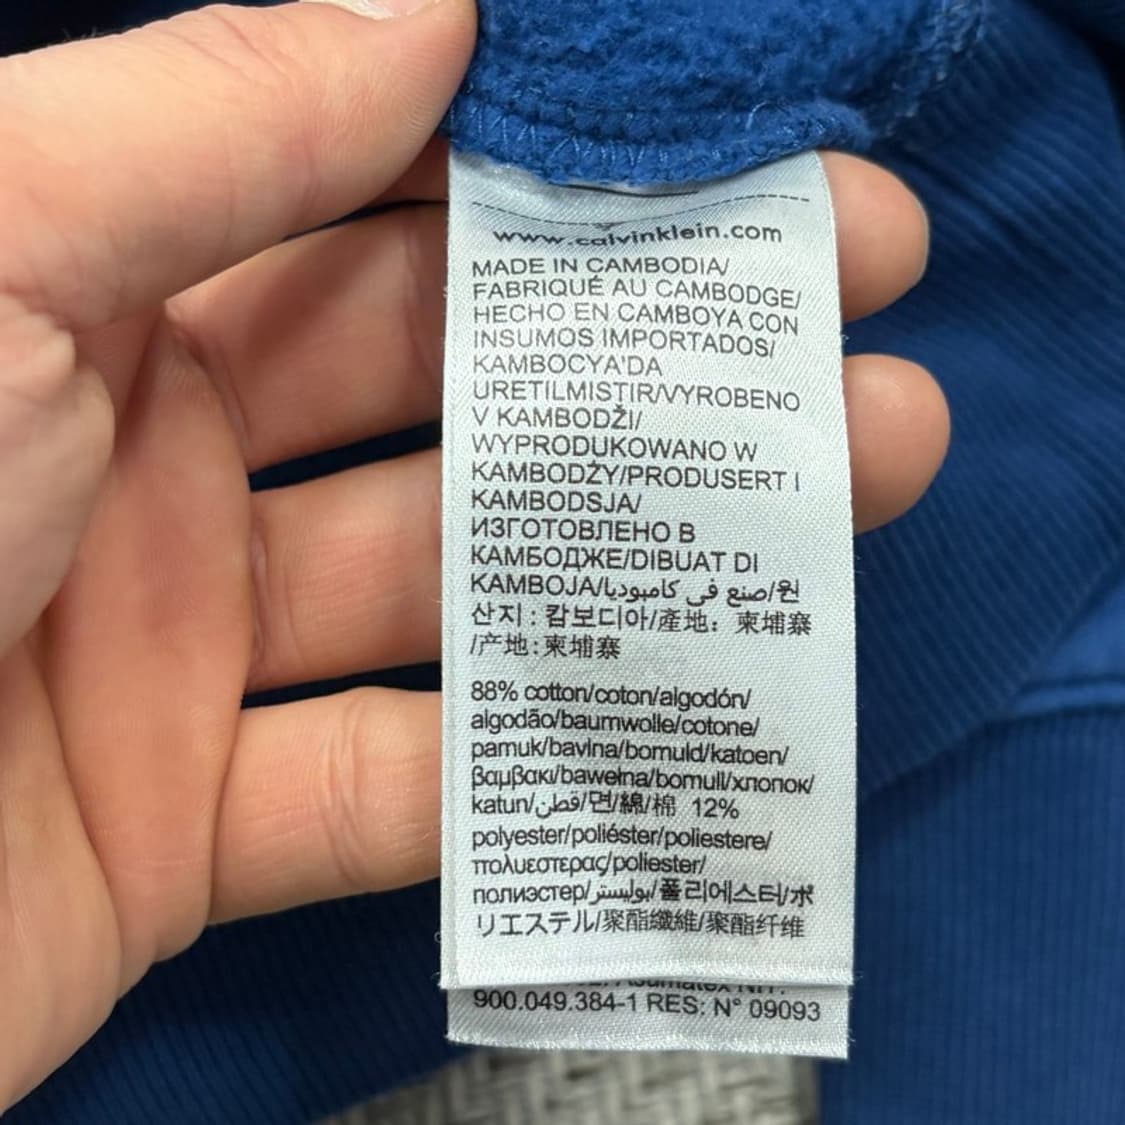 www.calvinklein.com
MADE IN CAMBODIA/
FABRIQUÉ AU CAMBODGE/
HECHO EN CAMBOYA CON
INSUMOS IMPORTADOS/
KAMBOCYA'DA
URETILMIŞTIR/VYROBENO
V KAMBODŽI/
WYPRODUKOWANO W
KAMBODŻY/PRODUSERT I
KAMBODSJA/
ИЗГОТОВЛЕНО В
КАМБОДЖЕ/DIBUAT DI
KAMBOJA/صنع في كامبوديا/원
산지 : 캄보디아/產地：柬埔寨
/产地:柬埔寨
88% cotton/coton/algodón/
algodão/baumwolle/cotone/
pamuk/bavlna/bomuld/katoen/
βαμβακι/bawełna/bomull/хлопок/
katun/قطن/면/綿/棉 12%
polyester/poliéster/poliestere/
πολυεστερας/poliester/
полиэстер/بوليستر/폴리에스터/ポ
リエステル/聚酯纖維/聚酯纤维
Asumatex NIT:
900.049.384-1 RES: N° 09093